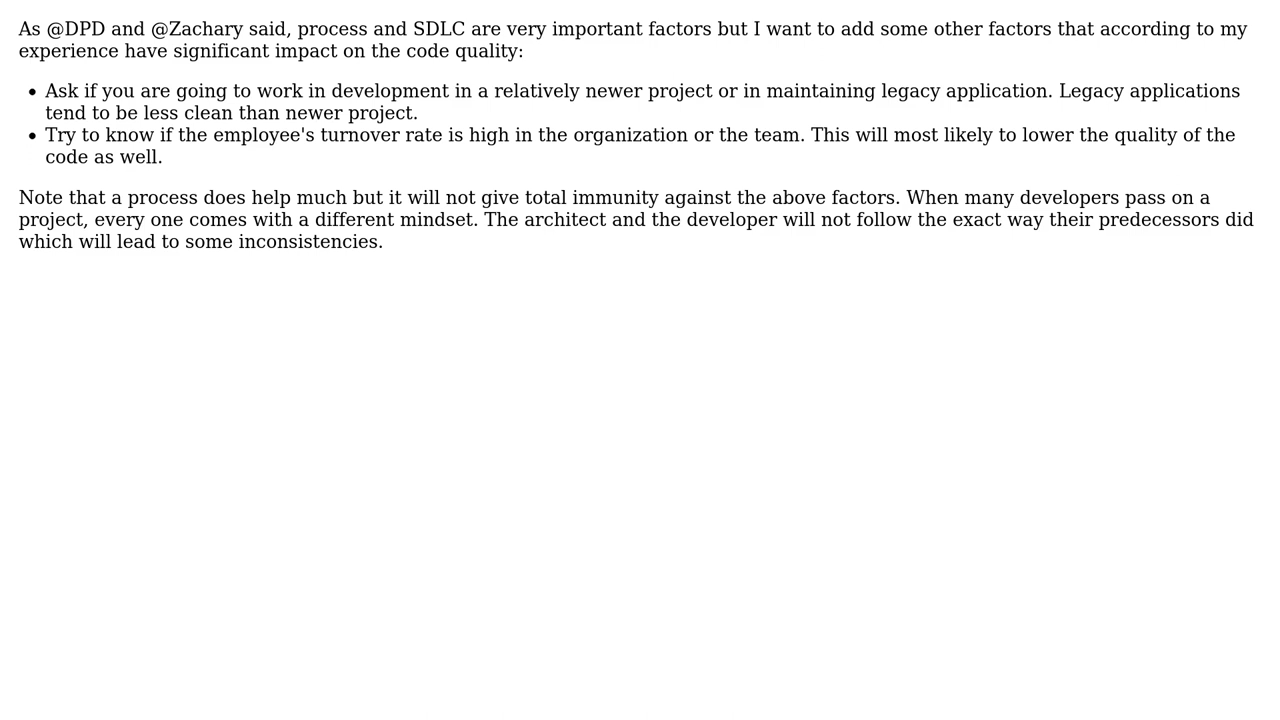 As @DPD and @Zachary said, process and SDLC are very important factors but I want to add some other factors that according to my
experience have significant impact on the code quality:
• Ask if you are going to work in development in a relatively newer project or in maintaining legacy application. Legacy applications
tend to be less clean than newer project.
• Try to know if the employee's turnover rate is high in the organization or the team. This will most likely to lower the quality of the
code as well.
Note that a process does help much but it will not give total immunity against the above factors. When many developers pass on a
project, every one comes with a different mindset. The architect and the developer will not follow the exact way their predecessors did
which will lead to some inconsistencies.